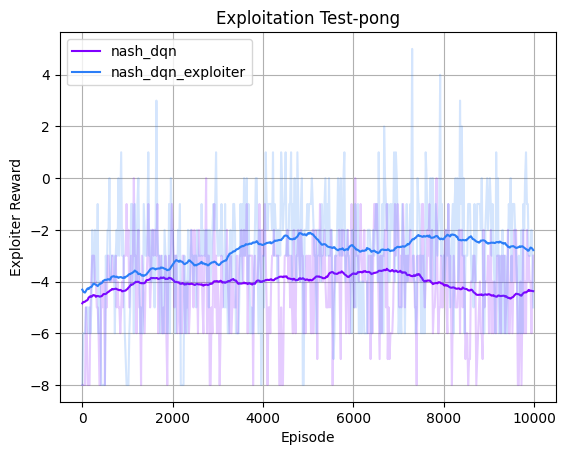 Exploitation Test-pong
nash_dqn
nash_dqn_exploiter
Exploiter Reward
4
2
0
−2
−4
−6
−8
0 2000 4000 6000 8000 10000
Episode